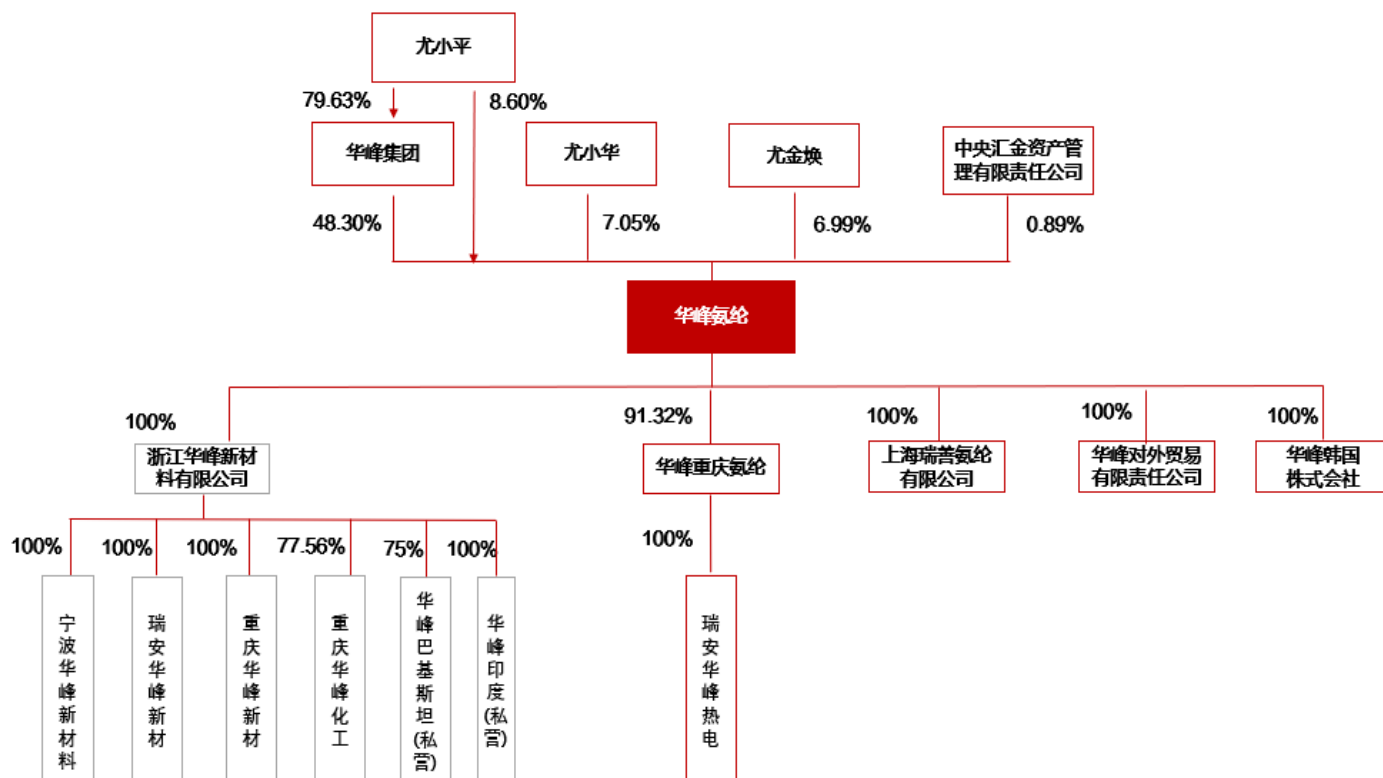 尤小平
79.63%
8.60%
华峰集团
尤小华
尤金焕
中央汇金资产管
理有限责任公司
48.30%
7.05%
6.99%
0.89%
华峰氨纶
100%
91.32%
100%
100%
100%
浙江华峰新材
料有限公司
华峰重庆氨纶
上海瑞善氨纶
有限公司
华峰对外贸易
有限责任公司
华峰韩国
株式会社
100%
100%
100%
77.56%
75%
100%
100%
宁波华峰新材料
瑞安华峰新材
重庆华峰新材
重庆华峰化工
华峰巴基斯坦(私营)
华峰印度(私营)
瑞安华峰热电